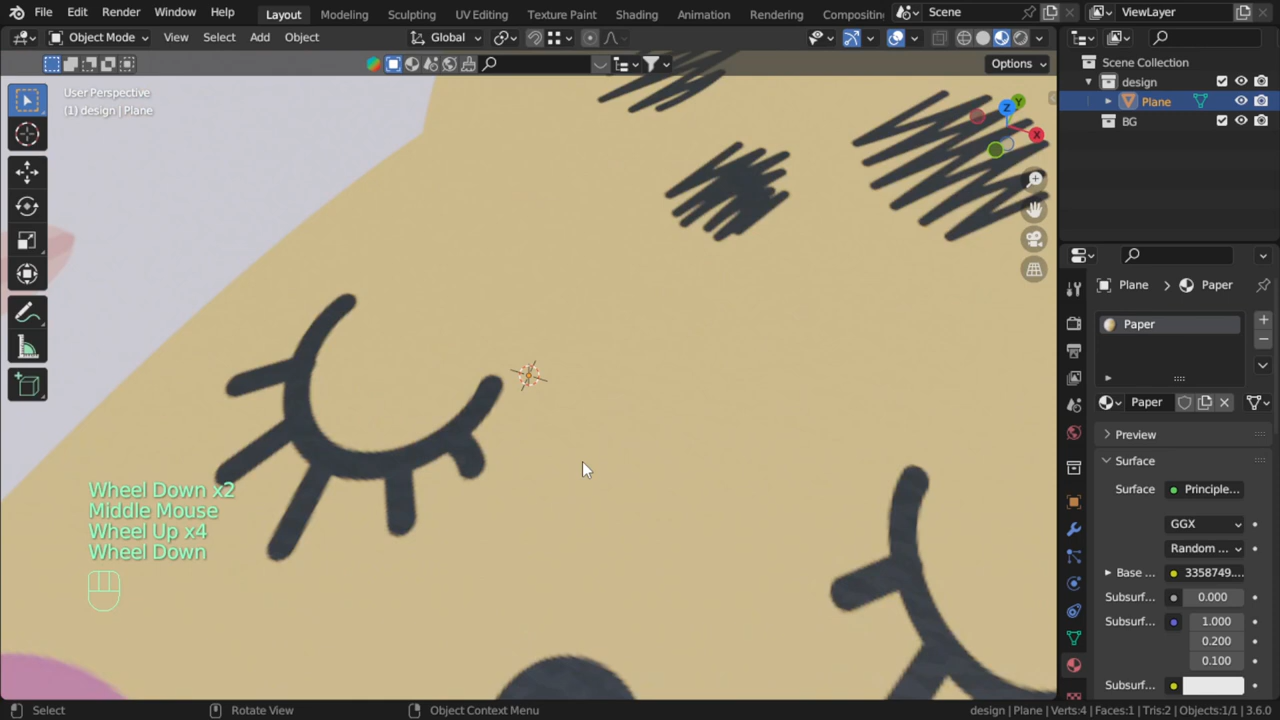 File Edit Render Window Help Layout Modeling Sculpting UV Editing Texture Paint Shading Animation Rendering Compositin Scene ViewLayer
Object Mode View Select Add Object Global
Options
User Perspective
(1) design | Plane
Scene Collection
design
Plane
BG
Z
Y
X
Plane > Paper
Paper
Paper
Preview
Surface
Surface Principle...
GGX
Random ...
Base ... 3358749....
Subsurf... 0.000
Subsurf... 1.000
0.200
0.100
Subsurf...
Wheel Down x2
Middle Mouse
Wheel Up x4
Wheel Down
Select Rotate View Object Context Menu design | Plane | Verts:4 | Faces:1 | Tris:2 | Objects:1/1 | 3.6.0